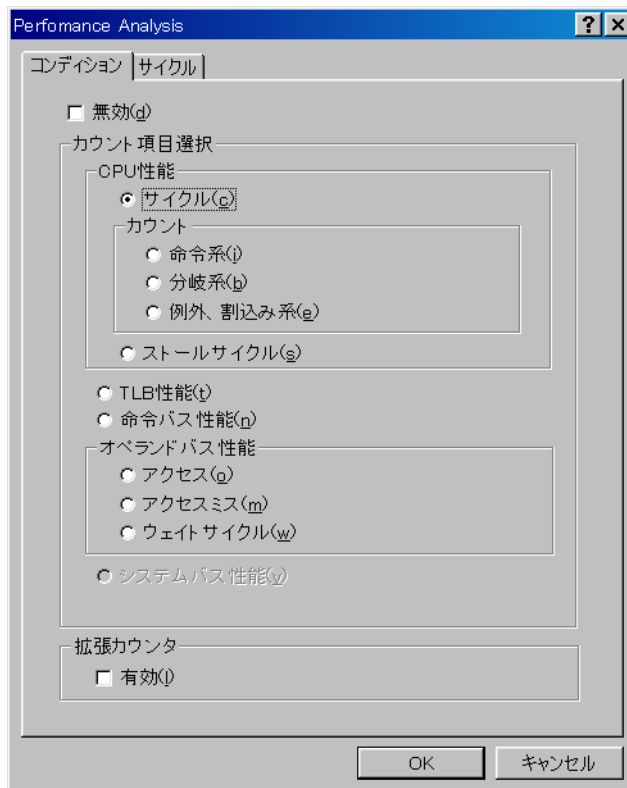 Perfomance Analysis
コンディション サイクル
無効(d)
カウント項目選択
CPU性能
サイクル(c)
カウント
命令系(i)
分岐系(b)
例外、割込み系(e)
ストールサイクル(s)
TLB性能(t)
命令バス性能(n)
オペランドバス性能
アクセス(o)
アクセスミス(m)
ウェイトサイクル(w)
システムバス性能(y)
拡張カウンタ
有効(l)
OK キャンセル